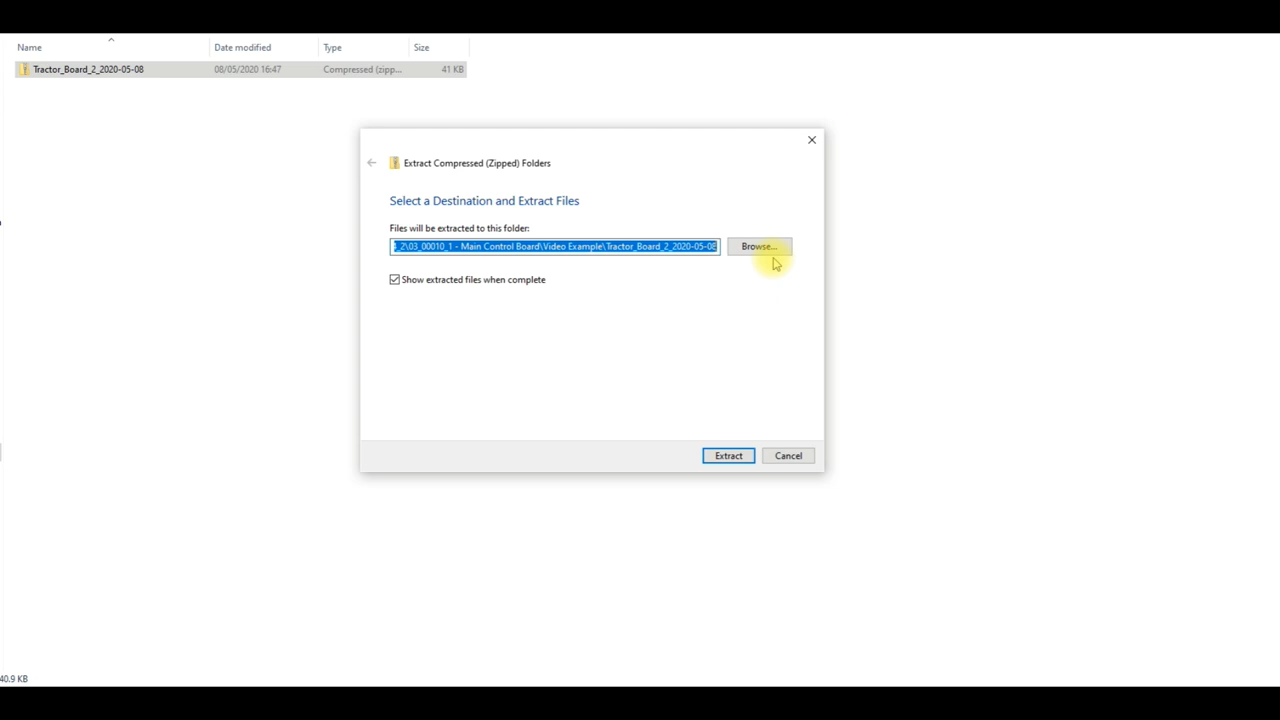 Name Date modified Type Size
Tractor_Board_2_2020-05-08 08/05/2020 16:47 Compressed (zipp... 41 KB
Extract Compressed (Zipped) Folders
Select a Destination and Extract Files
Files will be extracted to this folder:
_2\03_00010_1 - Main Control Board\Video Example\Tractor_Board_2_2020-05-08 Browse...
Show extracted files when complete
Extract Cancel
40.9 KB